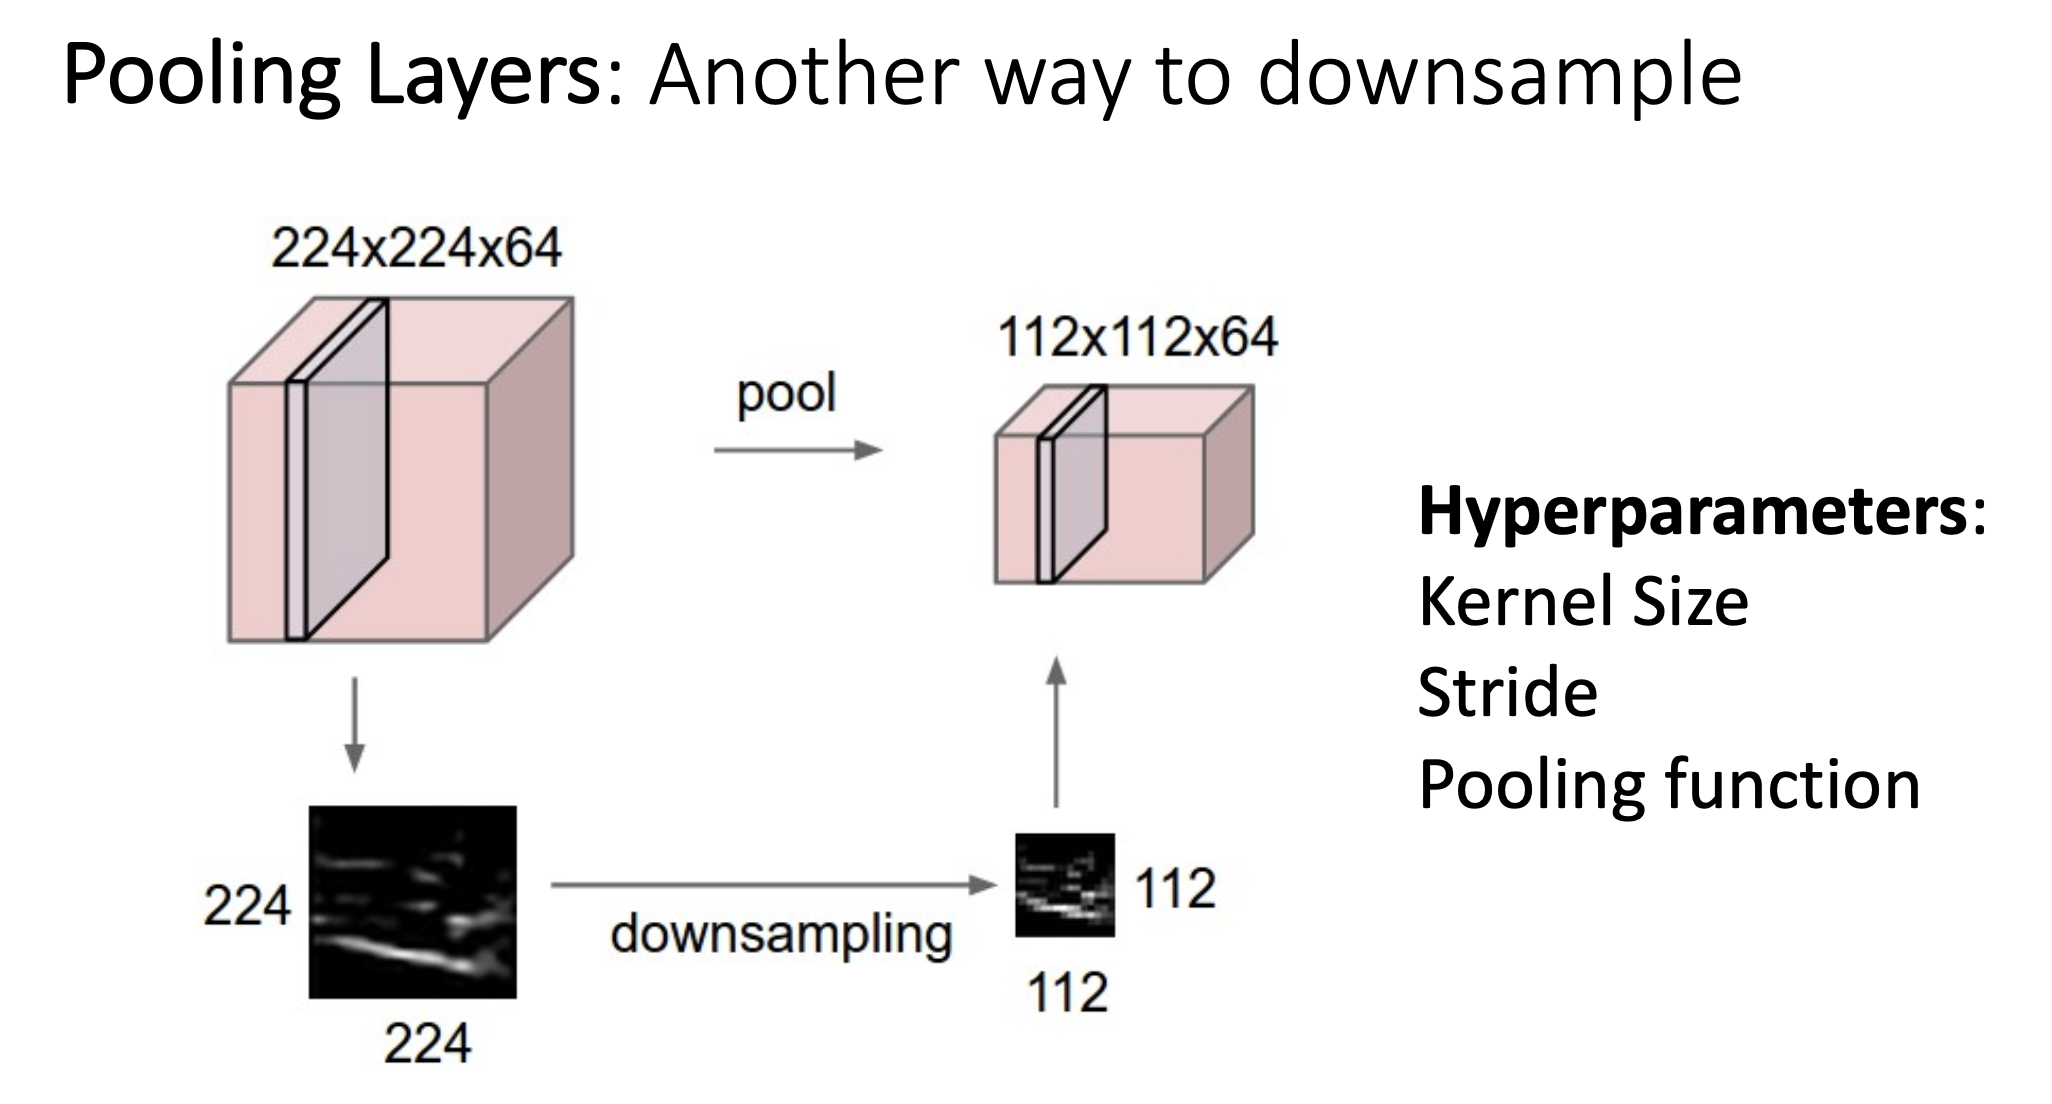 Pooling Layers: Another way to downsample
224x224x64
112x112x64
pool
Hyperparameters:
Kernel Size
Stride
Pooling function
224
224
downsampling
112
112